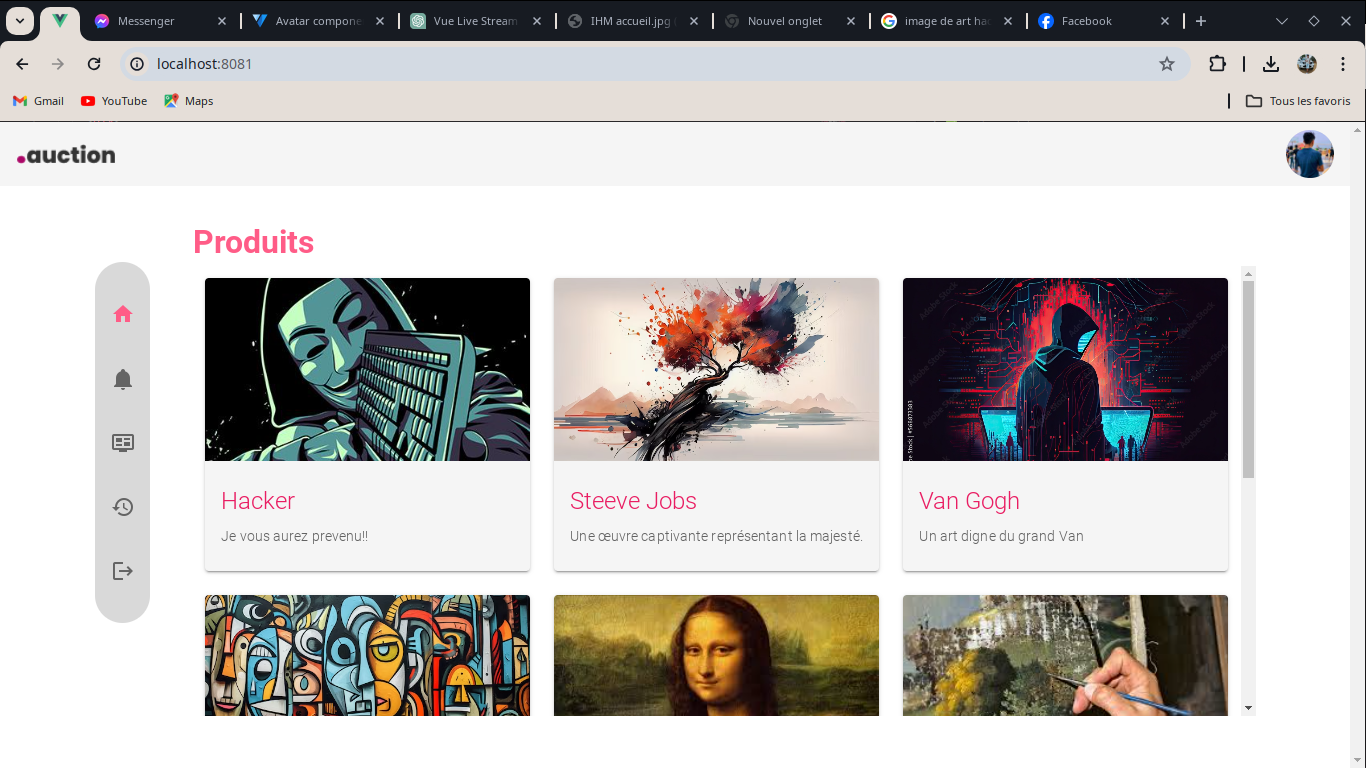 Messenger
Avatar compone
Vue Live Stream
IHM accueil.jpg
Nouvel onglet
image de art hac
Facebook
localhost:8081
Gmail
YouTube
Maps
Tous les favoris
.auction
Produits
Hacker
Je vous aurez prevenu!!
Steeve Jobs
Une œuvre captivante représentant la majesté.
Van Gogh
Un art digne du grand Van
Adobe Stock